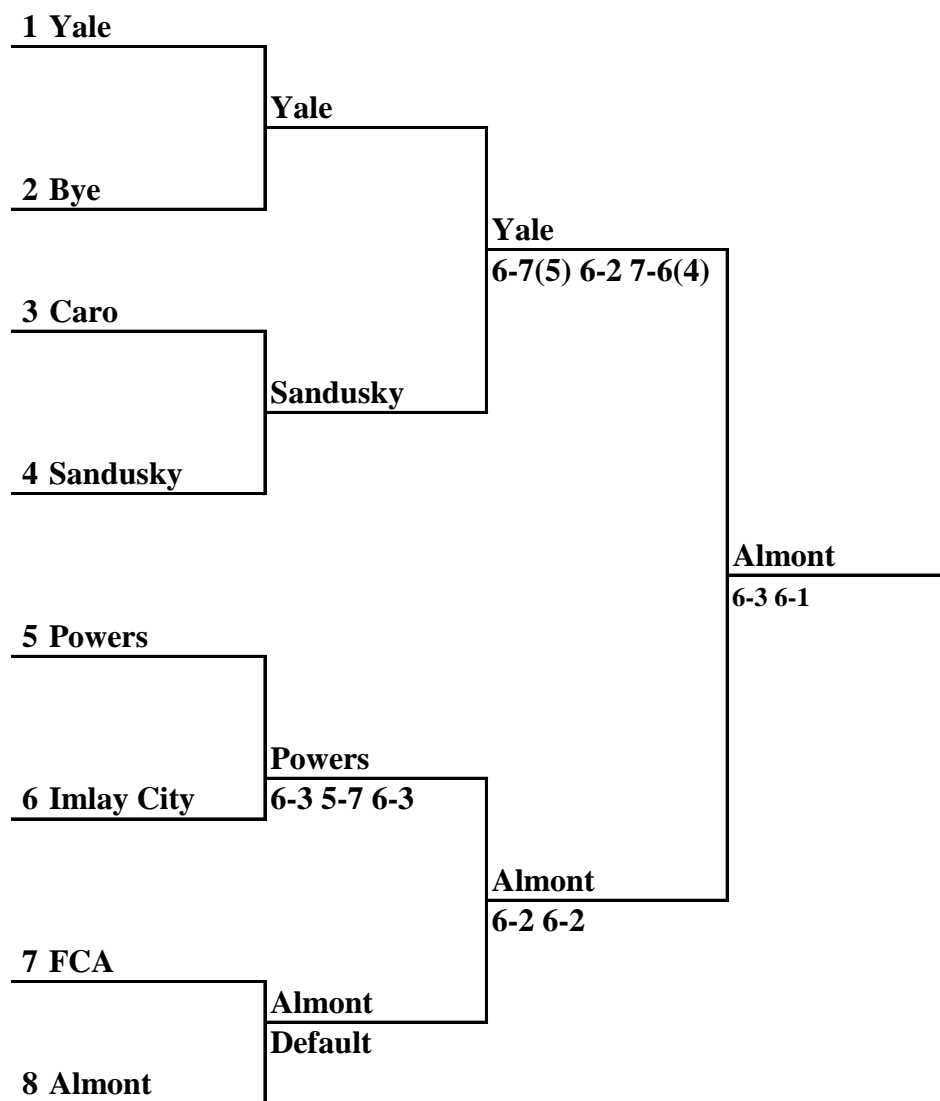 1 Yale
Yale
2 Bye
Yale
6-7(5) 6-2 7-6(4)
3 Caro
Sandusky
4 Sandusky
Almont
6-3 6-1
5 Powers
Powers
6 Imlay City
6-3 5-7 6-3
Almont
6-2 6-2
7 FCA
Almont
Default
8 Almont